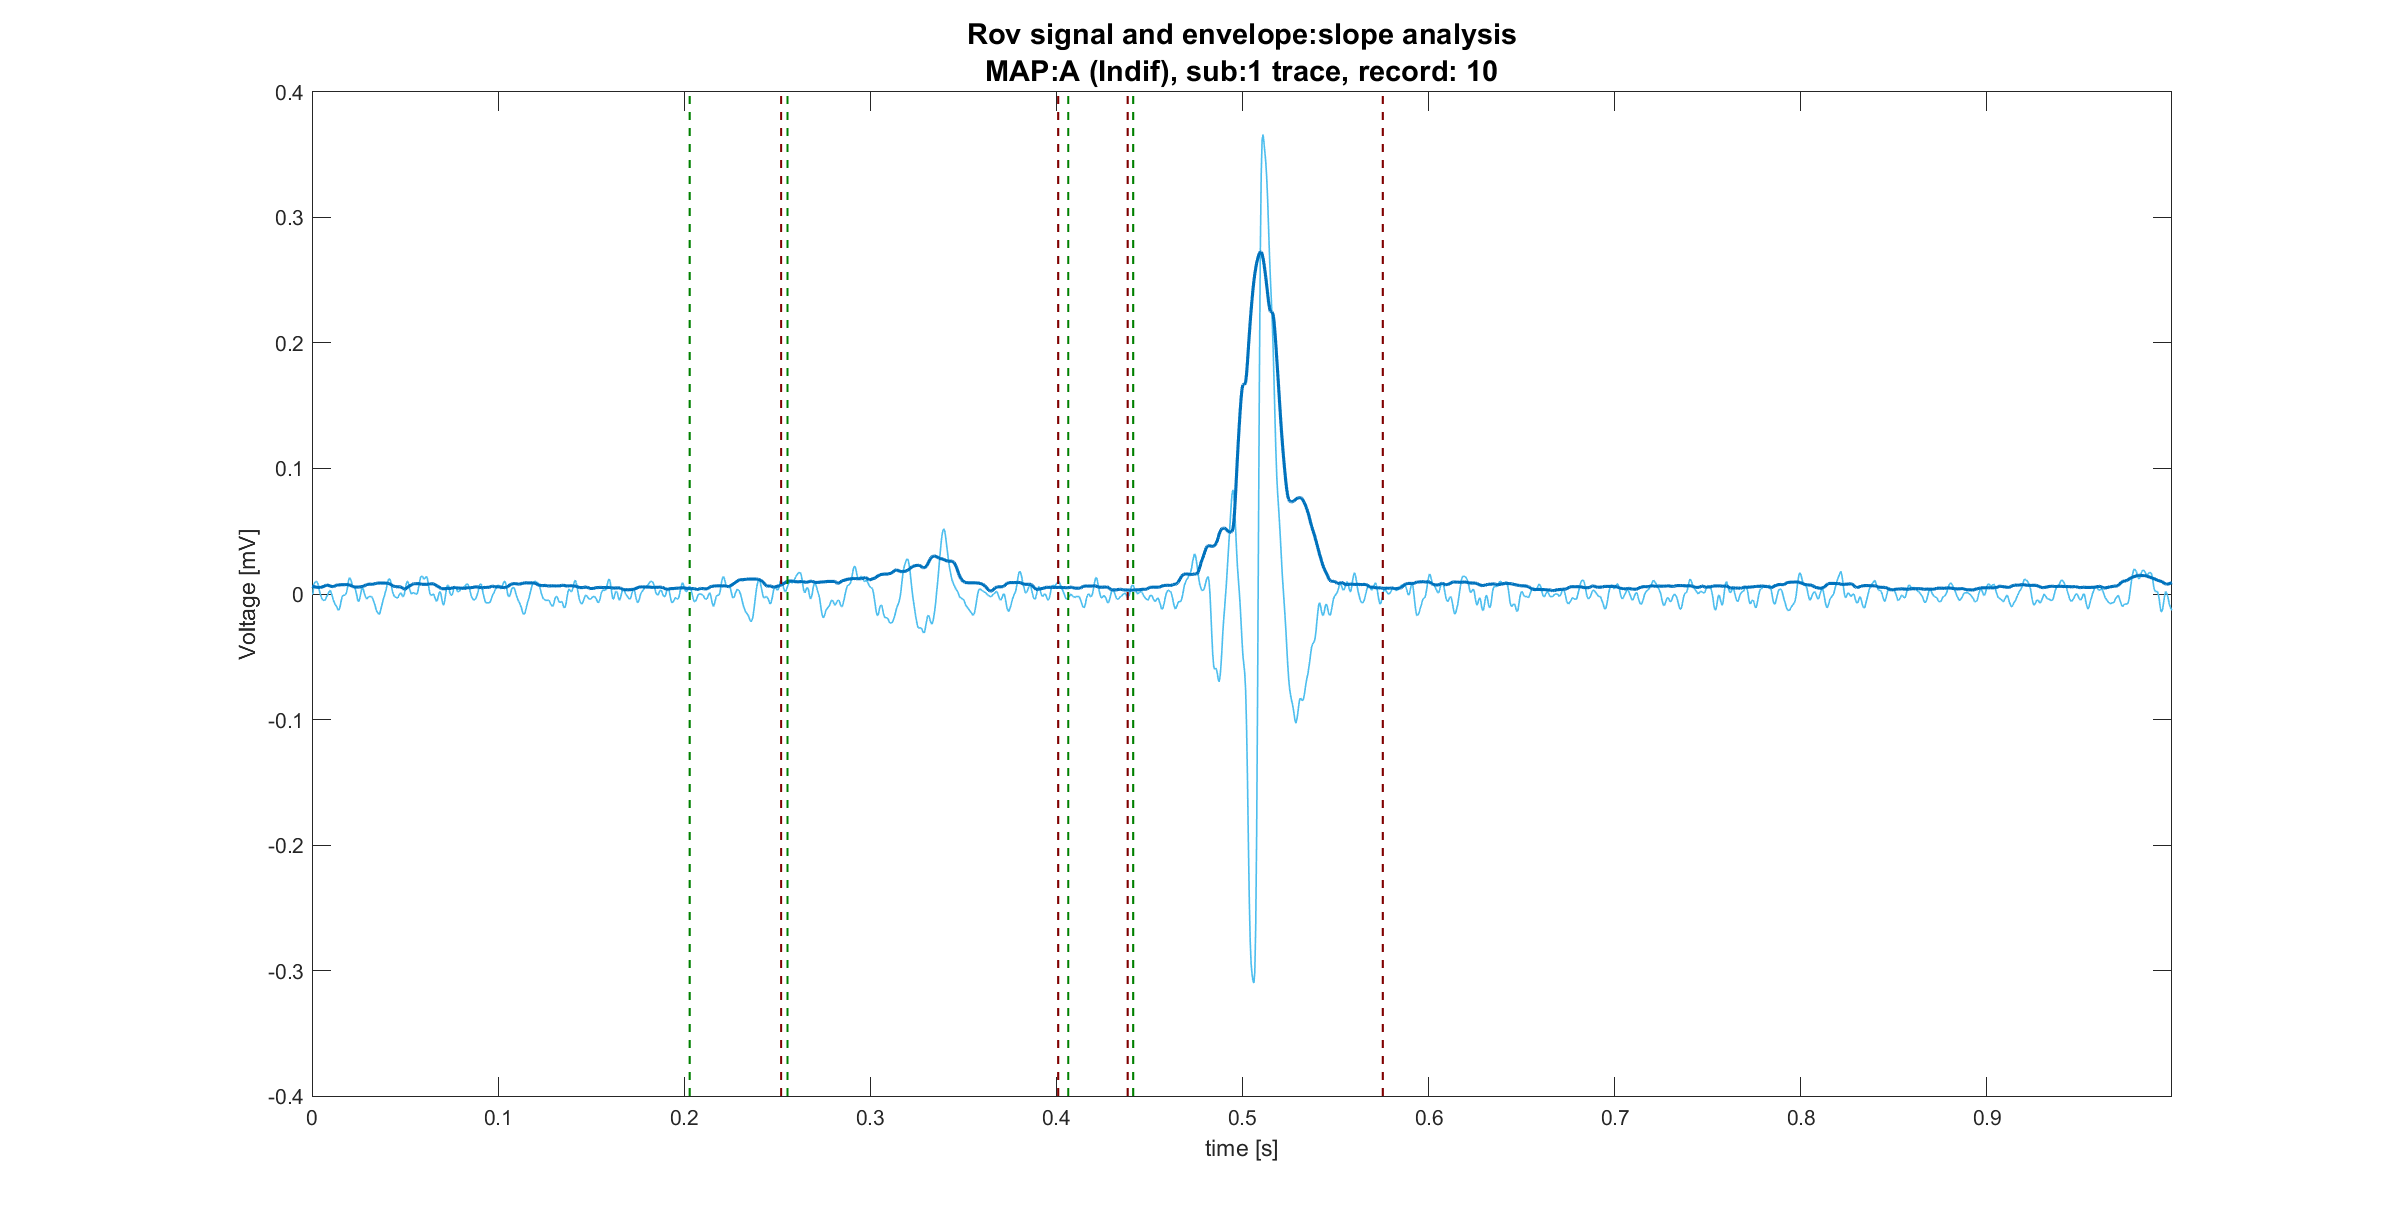 Rov signal and envelope:slope analysis
MAP:A (Indif), sub:1 trace, record: 10
0.4
0.3
0.2
0.1
0
-0.1
-0.2
-0.3
-0.4
Voltage [mV]
0 0.1 0.2 0.3 0.4 0.5 0.6 0.7 0.8 0.9
time [s]